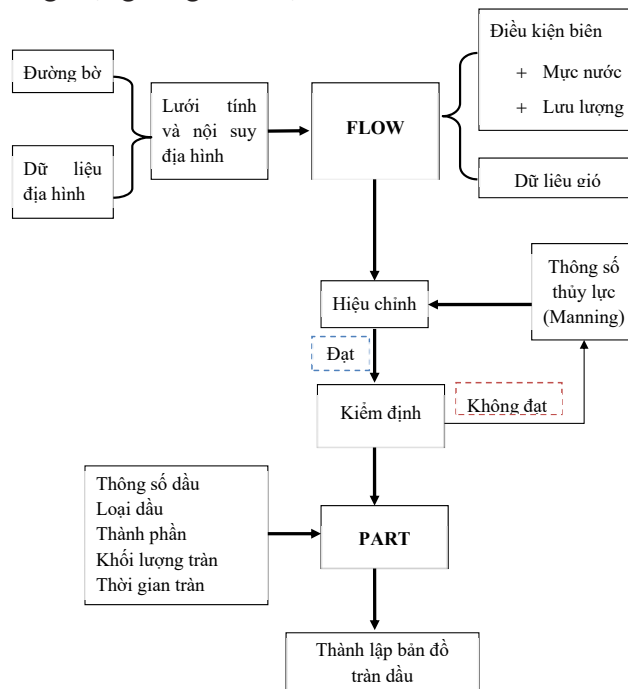 Đường bờ
Dữ liệu
địa hình
Lưới tính
và nội suy
địa hình
FLOW
Điều kiện biên
+ Mực nước
+ Lưu lượng
Dữ liêu gió
Hiệu chỉnh
Thông số
thủy lực
(Manning)
Đạt
Kiểm định
Không đạt
Thông số dầu
Loại dầu
Thành phần
Khối lượng tràn
Thời gian tràn
PART
Thành lập bản đồ
tràn dầu